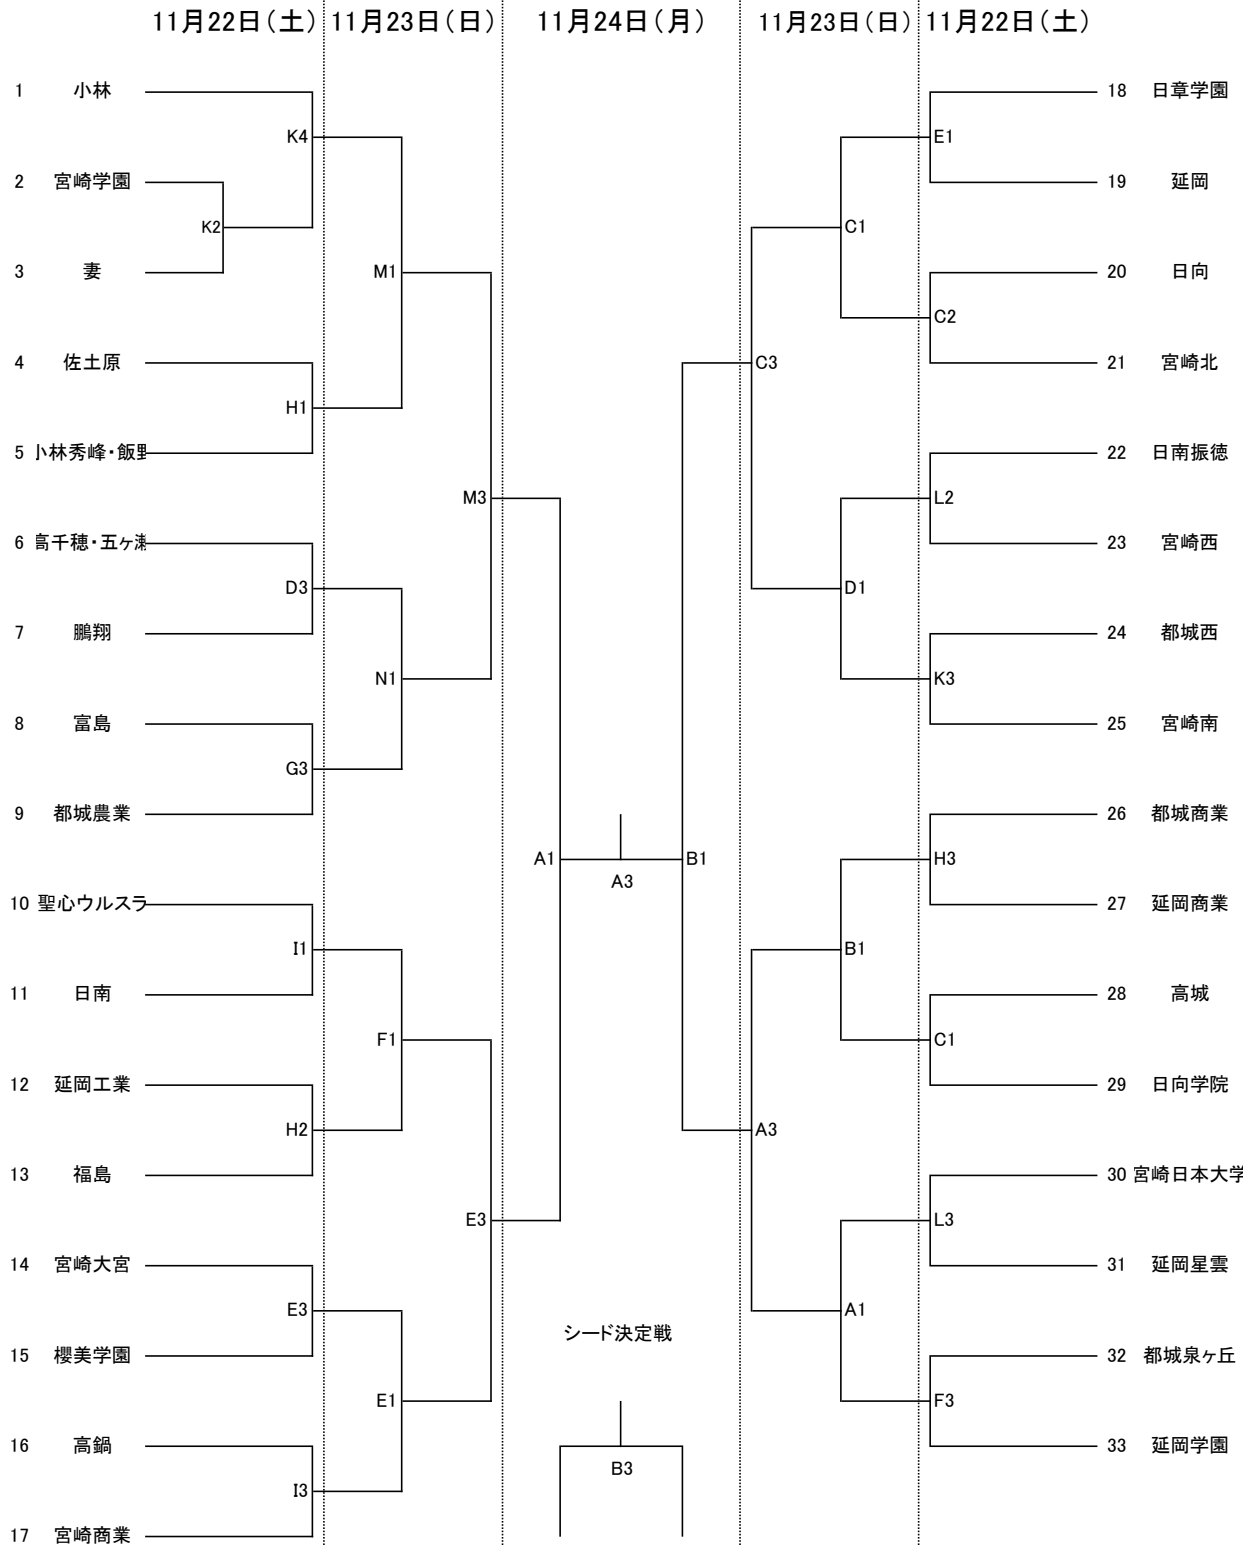 11月22日（土） 11月23日（日） 11月24日（月） 11月23日（日） 11月22日（土）
1 小林 18 日章学園
K4 E1
2 宮崎学園 19 延岡
K2 C1
3 妻 M1 20 日向
C2
4 佐土原 C3 21 宮崎北
H1
5 小林秀峰・飯野 22 日南振徳
M3 L2
6 高千穂・五ヶ瀬 23 宮崎西
D3 D1
7 鵬翔 24 都城西
N1 K3
8 富島 25 宮崎南
G3
9 都城農業 26 都城商業
A1 B1 H3
A3
10 聖心ウルスラ 27 延岡商業
I1 B1
11 日南 28 高城
F1 C1
12 延岡工業 29 日向学院
H2 A3
13 福島 30 宮崎日本大学
E3 L3
14 宮崎大宮 31 延岡星雲
E3 A1
シード決定戦
15 櫻美学園 32 都城泉ヶ丘
E1 F3
16 高鍋 33 延岡学園
B3
I3
17 宮崎商業